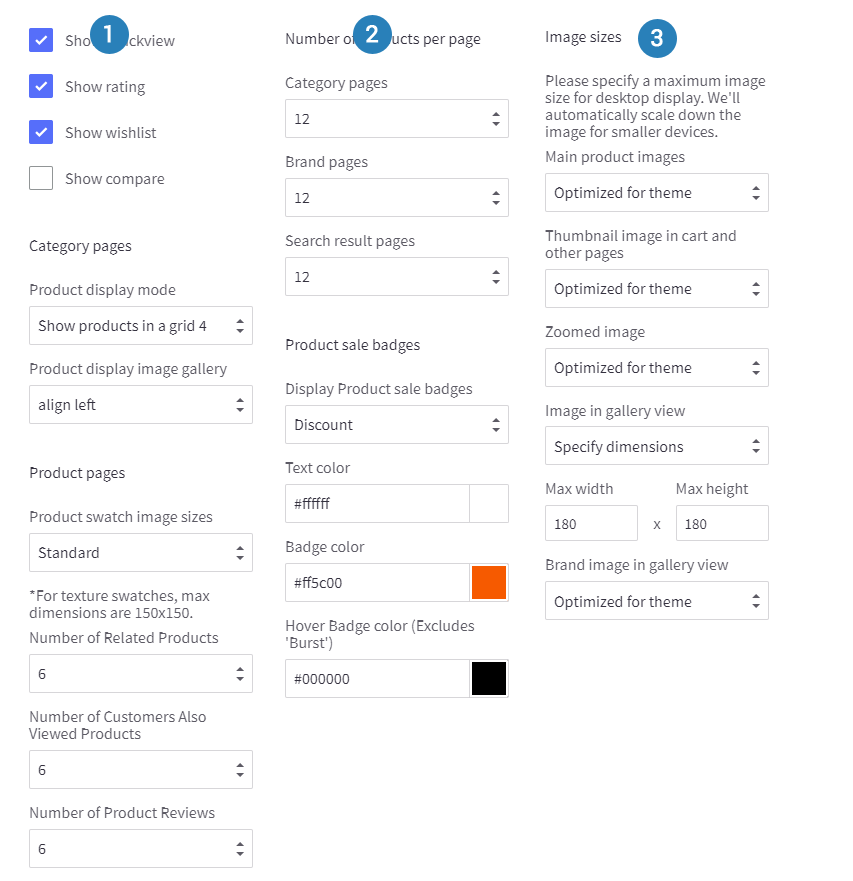 1
Sho ckview
Show rating
Show wishlist
Show compare
Category pages
Product display mode
Show products in a grid 4
Product display image gallery
align left
Product pages
Product swatch image sizes
Standard
*For texture swatches, max
dimensions are 150x150.
Number of Related Products
6
Number of Customers Also
Viewed Products
6
Number of Product Reviews
6
2
Number of ucts per page
Category pages
12
Brand pages
12
Search result pages
12
Product sale badges
Display Product sale badges
Discount
Text color
#ffffff
Badge color
#ff5c00
Hover Badge color (Excludes
'Burst')
#000000
Image sizes 3
Please specify a maximum image
size for desktop display. We'll
automatically scale down the
image for smaller devices.
Main product images
Optimized for theme
Thumbnail image in cart and
other pages
Optimized for theme
Zoomed image
Optimized for theme
Image in gallery view
Specify dimensions
Max width Max height
180 x 180
Brand image in gallery view
Optimized for theme